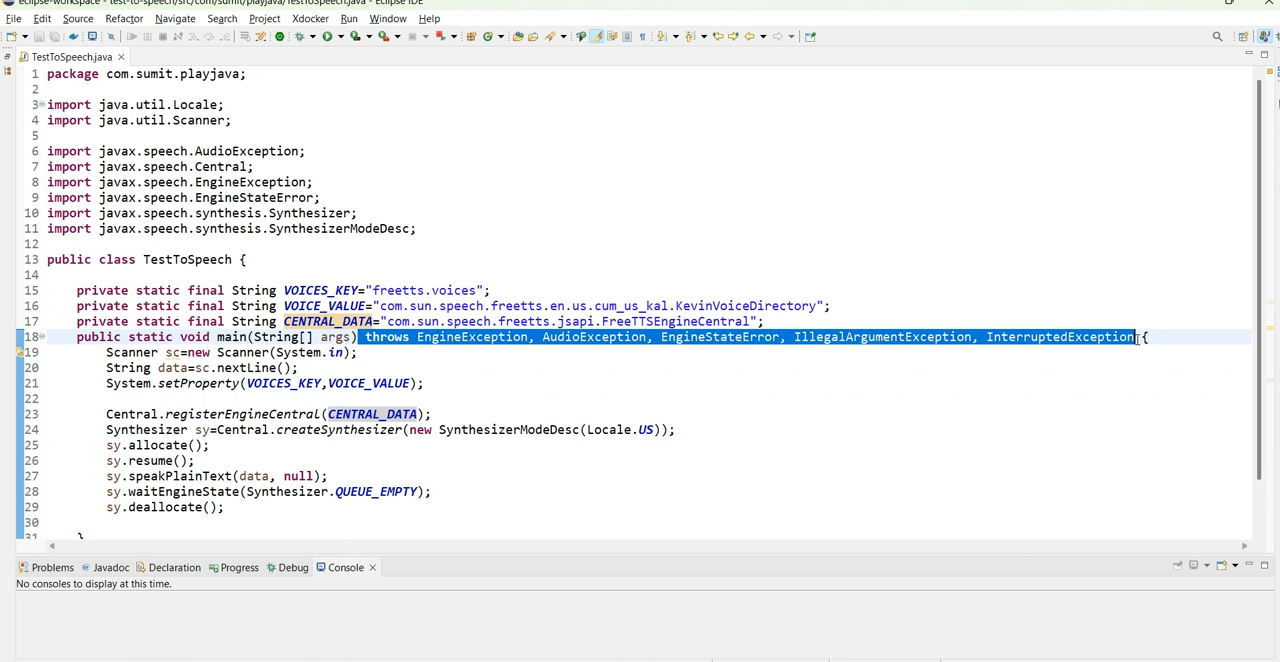 eclipse-workspace - test-to-speech/src/com/sumit/playjava/TestToSpeech.java - Eclipse IDE
File Edit Source Refactor Navigate Search Project Xdocker Run Window Help
TestToSpeech.java
1 package com.sumit.playjava;
2
3 import java.util.Locale;
4 import java.util.Scanner;
5
6 import javax.speech.AudioException;
7 import javax.speech.Central;
8 import javax.speech.EngineException;
9 import javax.speech.EngineStateError;
10 import javax.speech.synthesis.Synthesizer;
11 import javax.speech.synthesis.SynthesizerModeDesc;
12
13 public class TestToSpeech {
14
15 private static final String VOICES_KEY="freetts.voices";
16 private static final String VOICE_VALUE="com.sun.speech.freetts.en.us.cum_us_kal.KevinVoiceDirectory";
17 private static final String CENTRAL_DATA="com.sun.speech.freetts.jsapi.FreeTTSEngineCentral";
18 public static void main(String[] args) throws EngineException, AudioException, EngineStateError, IllegalArgumentException, InterruptedException {
19 Scanner sc=new Scanner(System.in);
20 String data=sc.nextLine();
21 System.setProperty(VOICES_KEY,VOICE_VALUE);
22
23 Central.registerEngineCentral(CENTRAL_DATA);
24 Synthesizer sy=Central.createSynthesizer(new SynthesizerModeDesc(Locale.US));
25 sy.allocate();
26 sy.resume();
27 sy.speakPlainText(data, null);
28 sy.waitEngineState(Synthesizer.QUEUE_EMPTY);
29 sy.deallocate();
30
31 }
Problems Javadoc Declaration Progress Debug Console
No consoles to display at this time.